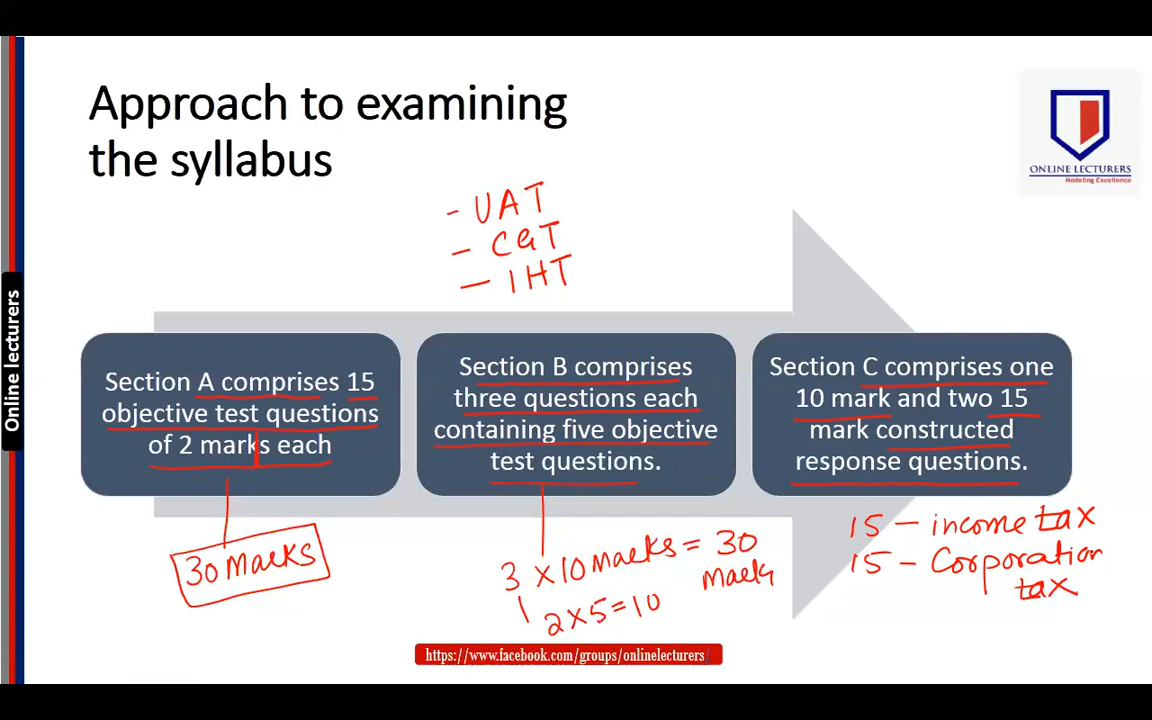 Approach to examining
the syllabus
ONLINE LECTURERS
Modeling Excellence
- UAT
- CGT
- IHT
Online lecturers
Section A comprises 15
objective test questions
of 2 marks each
Section B comprises
three questions each
containing five objective
test questions.
Section C comprises one
10 mark and two 15
mark constructed
response questions.
30 Marks
3 × 10 Marks = 30
Marks
2×5=10
15 - income tax
15 - Corporation
tax
https://www.facebook.com/groups/onlinelecturers/